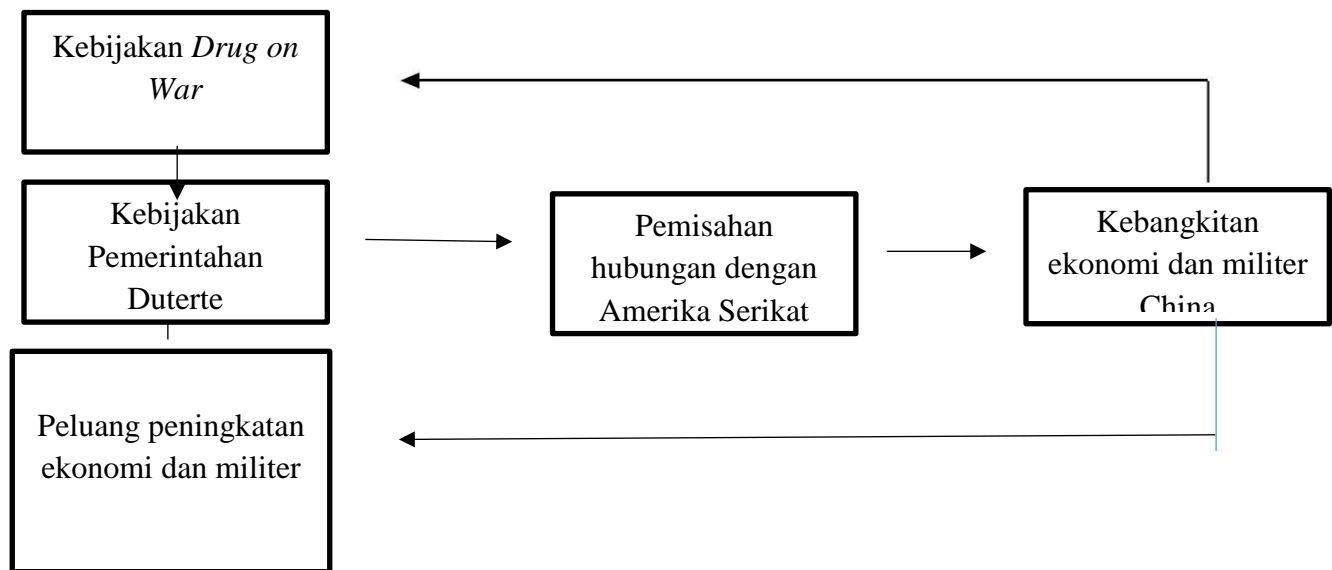 Kebijakan Drug on
War
Kebijakan
Pemerintahan
Duterte
Pemisahan
hubungan dengan
Amerika Serikat
Kebangkitan
ekonomi dan militer
China
Peluang peningkatan
ekonomi dan militer